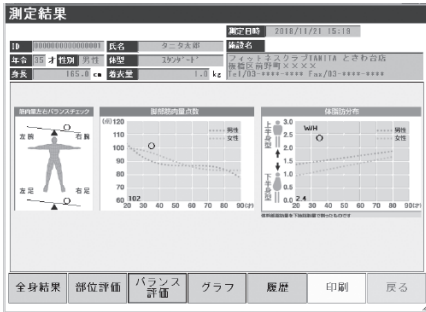 測定結果
測定日時 2018/11/21 15:18
ID 0000000000000001 氏名 タニタ太郎 施設名
年令 35 才 性別 男性 体型 スタンダード フィットネスクラブTANITA ときわ台店
板橋区前野町××××
身長 165.0 cm 着衣量 1.0 kg Tel/03-****-**** Fax/03-****-****
筋肉量左右バランスチェック
左腕 右腕
左足 右足
脚部筋肉量点数
(点)
120
110
100
90
80
70
60
102
20 30 40 50 60 70 80 90(才)
男性
女性
体脂肪分布
上半身型
下半身型
3.0
2.5
2.0
1.5
1.0
0.0
W/H
2.4
20 30 40 50 60 70 80 90(才)
男性
女性
全身結果 部位評価 バランス評価 グラフ 履歴 印刷 戻る